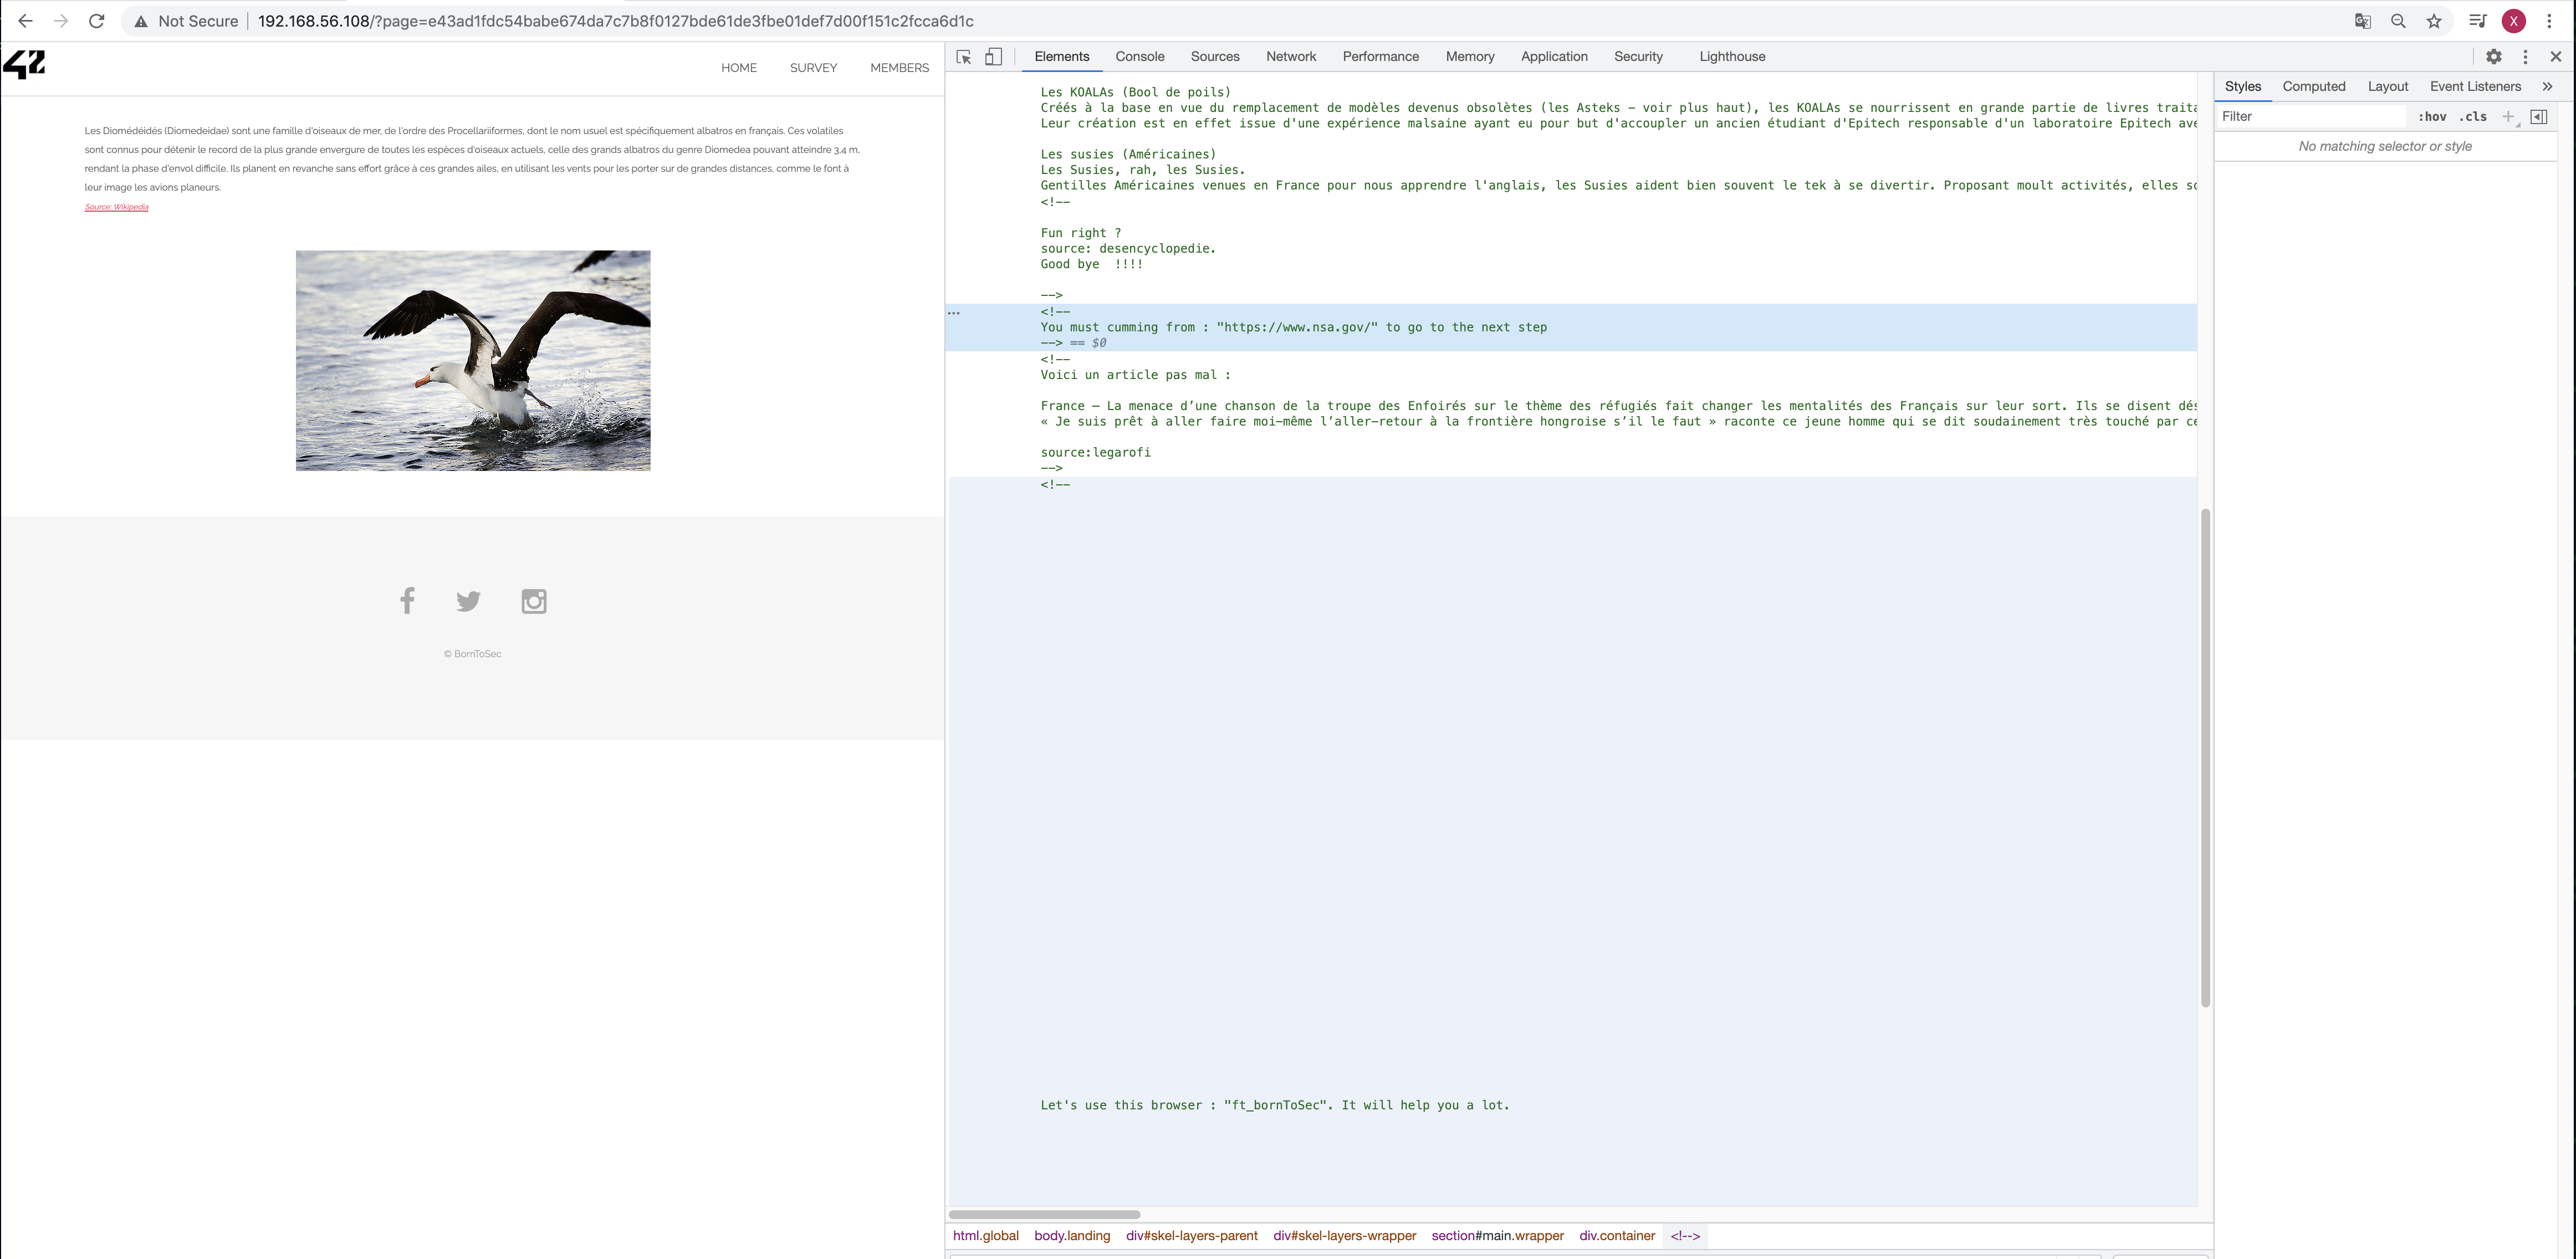 Not Secure
192.168.56.108/?page=e43ad1fdc54babe674da7c7b8f0127bde61de3fbe01def7d00f151c2fcca6d1c
X
42
HOME SURVEY MEMBERS
Les Diomédéidés (Diomedeidae) sont une famille d'oiseaux de mer, de l'ordre des Procellariiformes, dont le nom usuel est spécifiquement albatros en français. Ces volatiles
sont connus pour détenir le record de la plus grande envergure de toutes les espèces d'oiseaux actuels, celle des grands albatros du genre Diomedea pouvant atteindre 3,4 m,
rendant la phase d'envol difficile. Ils planent en revanche sans effort grâce à ces grandes ailes, en utilisant les vents pour les porter sur de grandes distances, comme le font à
leur image les avions planeurs.
Source: Wikipedia
© BornToSec
Elements Console Sources Network Performance Memory Application Security Lighthouse
Les KOALAs (Bool de poils)
Créés à la base en vue du remplacement de modèles devenus obsolètes (les Asteks - voir plus haut), les KOALAs se nourrissent en grande partie de livres traita
Leur création est en effet issue d'une expérience malsaine ayant eu pour but d'accoupler un ancien étudiant d'Epitech responsable d'un laboratoire Epitech ave
Les susies (Américaines)
Les Susies, rah, les Susies.
Gentilles Américaines venues en France pour nous apprendre l'anglais, les Susies aident bien souvent le tek à se divertir. Proposant moult activités, elles so
<!--
Fun right ?
source: desencyclopedie.
Good bye  !!!!
-->
<!--
You must cumming from : "https://www.nsa.gov/" to go to the next step
--> == $0
<!--
Voici un article pas mal :
France – La menace d’une chanson de la troupe des Enfoirés sur le thème des réfugiés fait changer les mentalités des Français sur leur sort. Ils se disent dés
« Je suis prêt à aller faire moi-même l’aller-retour à la frontière hongroise s’il le faut » raconte ce jeune homme qui se dit soudainement très touché par ce
source:legarofi
-->
<!--
Let's use this browser : "ft_bornToSec". It will help you a lot.
html.global body.landing div#skel-layers-parent div#skel-layers-wrapper section#main.wrapper div.container <!-->
Styles Computed Layout Event Listeners »
Filter :hov .cls +
No matching selector or style